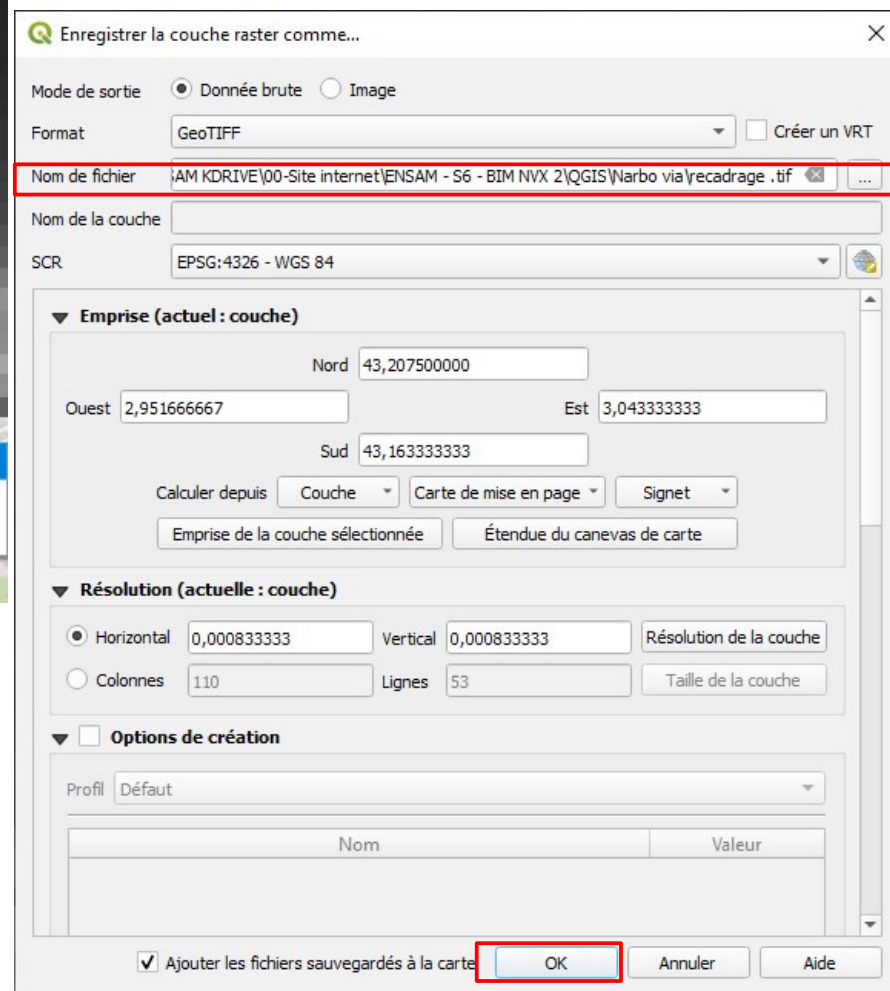 Enregistrer la couche raster comme...
Mode de sortie Donnée brute Image
Format GeoTIFF Créer un VRT
Nom de fichier SAM KDRIVE\00-Site internet\ENSAM - S6 - BIM NVX 2\QGIS\Narbo via\recadrage .tif ...
Nom de la couche
SCR EPSG:4326 - WGS 84
Emprise (actuel : couche)
Nord 43,207500000
Ouest 2,951666667 Est 3,043333333
Sud 43,163333333
Calculer depuis Couche Carte de mise en page Signet
Emprise de la couche sélectionnée Étendue du canevas de carte
Résolution (actuelle : couche)
Horizontal 0,000833333 Vertical 0,000833333 Résolution de la couche
Colonnes 110 Lignes 53 Taille de la couche
Options de création
Profil Défaut
Nom Valeur
Ajouter les fichiers sauvegardés à la carte OK Annuler Aide